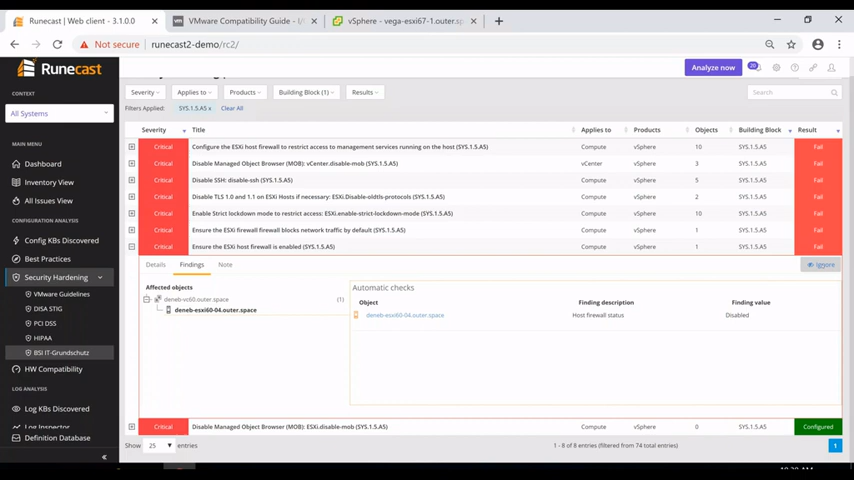 Runecast | Web client - 3.1.0.0
VMware Compatibility Guide - I/
vSphere - vega-esxi67-1.outer.sp
Not secure
runecast2-demo/rc2/
Runecast
CONTEXT
All Systems
MAIN MENU
Dashboard
Inventory View
All Issues View
CONFIGURATION ANALYSIS
Config KBs Discovered
Best Practices
Security Hardening
VMware Guidelines
DISA STIG
PCI DSS
HIPAA
BSI IT-Grundschutz
HW Compatibility
LOG ANALYSIS
Log KBs Discovered
Log Inspector
Definition Database
Analyze now
20
Severity
Applies to
Products
Building Block (1)
Results
Search
Filters Applied:
SYS.1.5.A5 x
Clear All
Severity Title Applies to Products Objects Building Block Result
Critical Configure the ESXi host firewall to restrict access to management services running on the host (SYS.1.5.A5) Compute vSphere 10 SYS.1.5.A5 Fail
Critical Disable Managed Object Browser (MOB): vCenter.disable-mob (SYS.1.5.A5) vCenter vSphere 3 SYS.1.5.A5 Fail
Critical Disable SSH: disable-ssh (SYS.1.5.A5) Compute vSphere 5 SYS.1.5.A5 Fail
Critical Disable TLS 1.0 and 1.1 on ESXi Hosts if necessary: ESXi.Disable-oldtls-protocols (SYS.1.5.A5) Compute vSphere 2 SYS.1.5.A5 Fail
Critical Enable Strict lockdown mode to restrict access: ESXi.enable-strict-lockdown-mode (SYS.1.5.A5) Compute vSphere 10 SYS.1.5.A5 Fail
Critical Ensure the ESXi firewall firewall blocks network traffic by default (SYS.1.5.A5) Compute vSphere 1 SYS.1.5.A5 Fail
Critical Ensure the ESXi host firewall is enabled (SYS.1.5.A5) Compute vSphere 1 SYS.1.5.A5 Fail
Details Findings Note
Ignore
Affected objects
deneb-vc60.outer.space (1)
deneb-esxi60-04.outer.space
Automatic checks
Object Finding description Finding value
deneb-esxi60-04.outer.space Host firewall status Disabled
Critical Disable Managed Object Browser (MOB): ESXi.disable-mob (SYS.1.5.A5) Compute vSphere 0 SYS.1.5.A5 Configured
Show 25 entries
1 - 8 of 8 entries (filtered from 74 total entries)
1